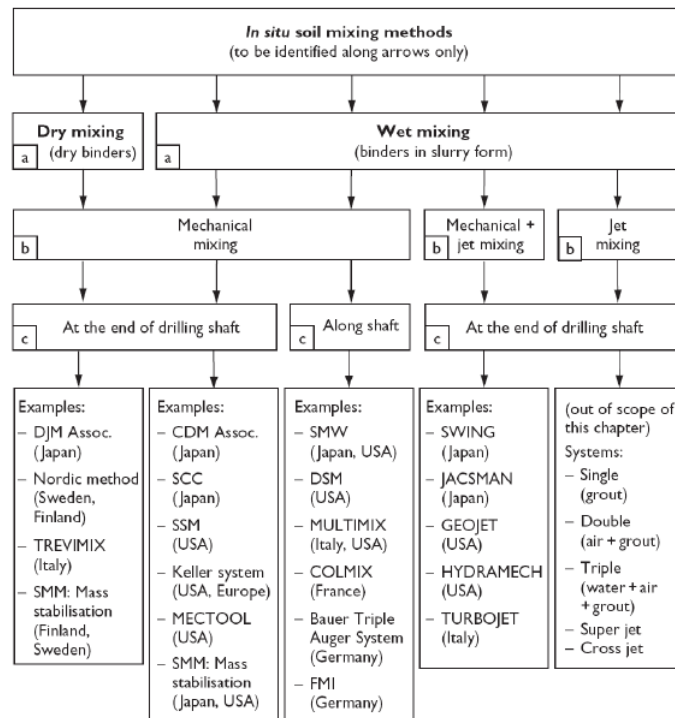 In situ soil mixing methods
(to be identified along arrows only)
Dry mixing
a (dry binders)
Wet mixing
a (binders in slurry form)
Mechanical
b mixing
Mechanical +
b jet mixing
Jet
b mixing
c At the end of drilling shaft
c Along shaft
c At the end of drilling shaft
Examples:
– DJM Assoc.
(Japan)
– Nordic method
(Sweden,
Finland)
– TREVIMIX
(Italy)
– SMM: Mass
stabilisation
(Finland,
Sweden)
Examples:
– CDM Assoc.
(Japan)
– SCC
(Japan)
– SSM
(USA)
– Keller system
(USA, Europe)
– MECTOOL
(USA)
– SMM: Mass
stabilisation
(Japan, USA)
Examples:
– SMW
(Japan, USA)
– DSM
(USA)
– MULTIMIX
(Italy, USA)
– COLMIX
(France)
– Bauer Triple
Auger System
(Germany)
– FMI
(Germany)
Examples:
– SWING
(Japan)
– JACSMAN
(Japan)
– GEOJET
(USA)
– HYDRAMECH
(USA)
– TURBOJET
(Italy)
(out of scope of
this chapter)
Systems:
– Single
(grout)
– Double
(air + grout)
– Triple
(water + air
+ grout)
– Super jet
– Cross jet